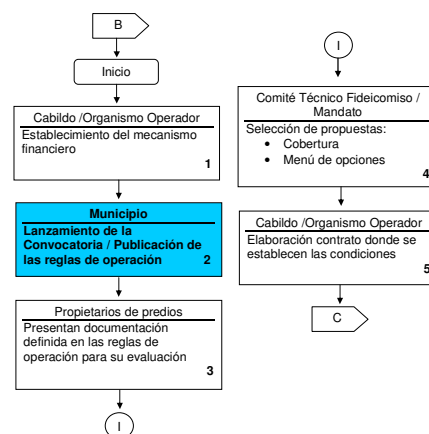 B
Inicio
Cabildo /Organismo Operador
Establecimiento del mecanismo
financiero
1
Municipio
Lanzamiento de la
Convocatoria / Publicación de
las reglas de operación 2
Propietarios de predios
Presentan documentación
definida en las reglas de
operación para su evaluación
3
I
I
Comité Técnico Fideicomiso /
Mandato
Selección de propuestas:
• Cobertura
• Menú de opciones
4
Cabildo /Organismo Operador
Elaboración contrato donde se
establecen las condiciones
5
C